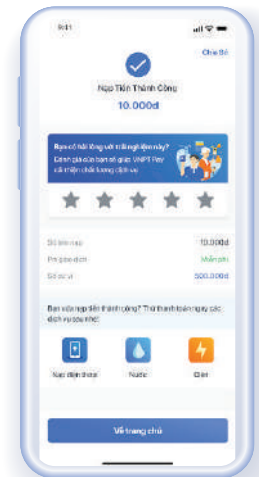 9:41
Chia Sẻ
Nạp Tiền Thành Công
10.000đ
Bạn có hài lòng với trải nghiệm này?
Đánh giá của bạn sẽ giúp VNPT Pay
cải thiện chất lượng dịch vụ
Số tiền nạp 10.000đ
Phí giao dịch Miễn phí
Số dư ví 500.000đ
Bạn vừa nạp tiền thành công? Thử thanh toán ngay các
dịch vụ sau nhé!
Nạp điện thoại Nước Điện
Về trang chủ